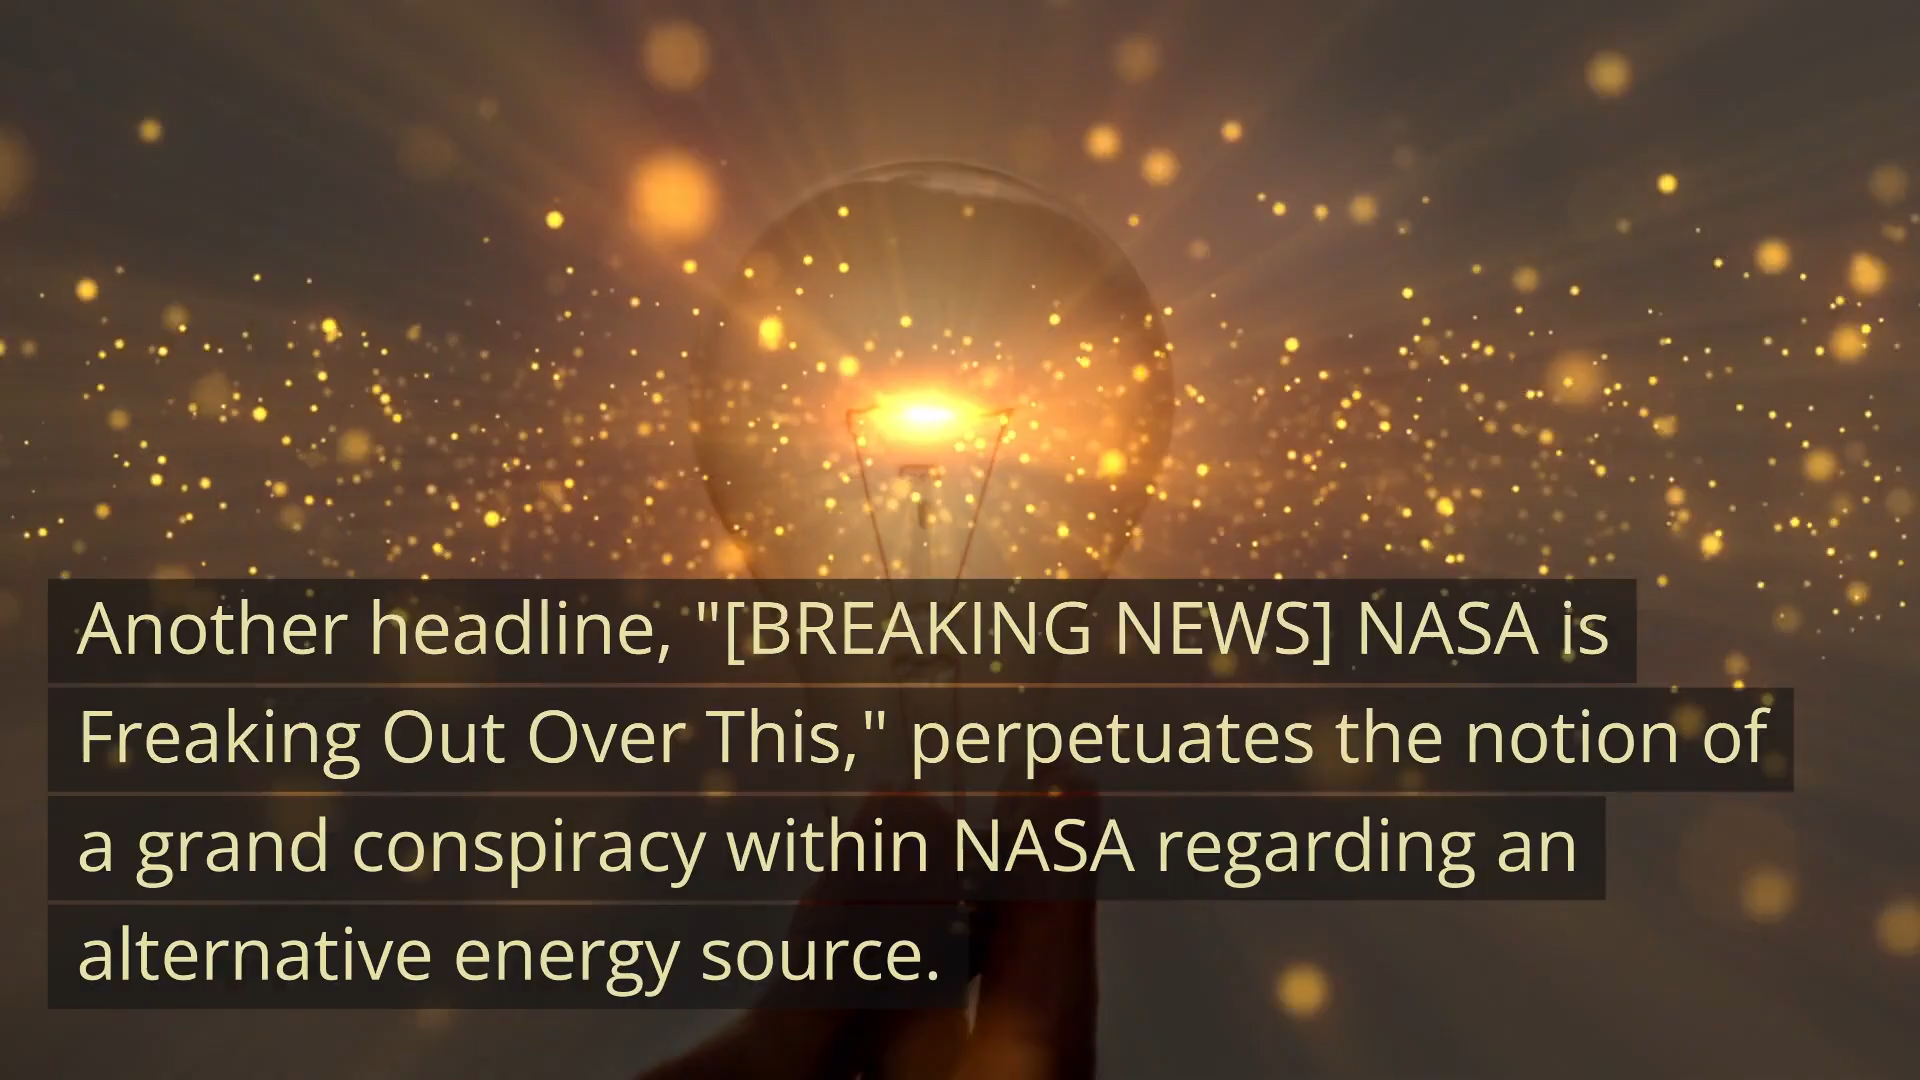 Another headline, "[BREAKING NEWS] NASA is
Freaking Out Over This," perpetuates the notion of
a grand conspiracy within NASA regarding an
alternative energy source.